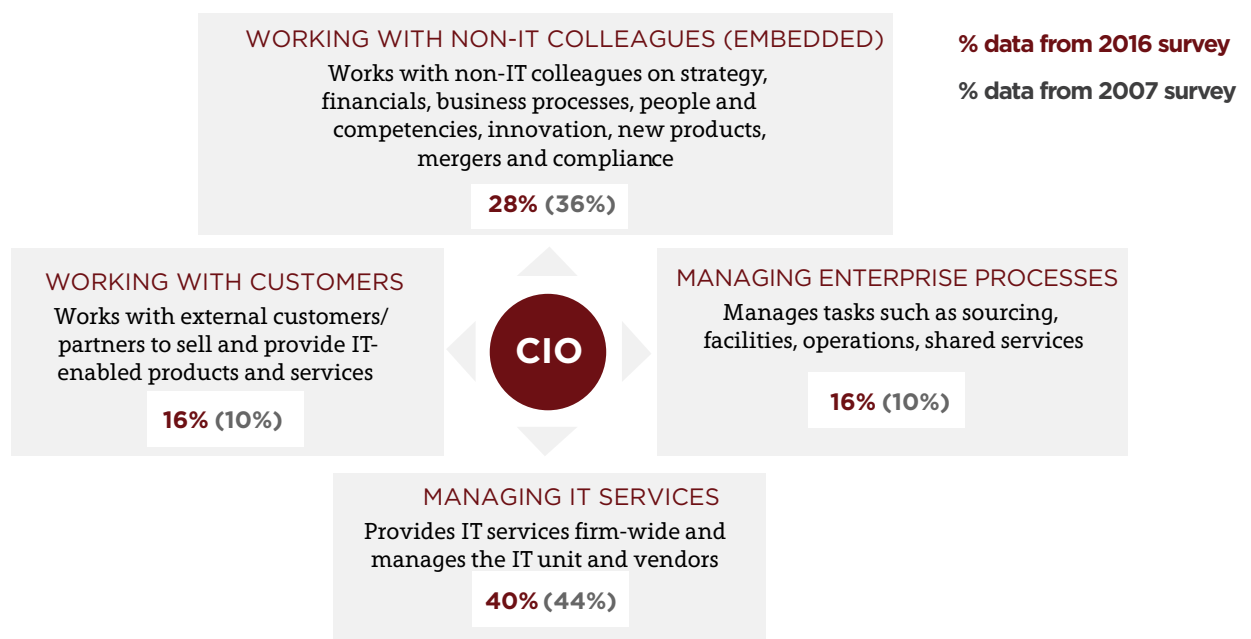 WORKING WITH NON-IT COLLEAGUES (EMBEDDED)
Works with non-IT colleagues on strategy,
financials, business processes, people and
competencies, innovation, new products,
mergers and compliance
28% (36%)
% data from 2016 survey
% data from 2007 survey
WORKING WITH CUSTOMERS
Works with external customers/
partners to sell and provide IT-
enabled products and services
16% (10%)
CIO
MANAGING ENTERPRISE PROCESSES
Manages tasks such as sourcing,
facilities, operations, shared services
16% (10%)
MANAGING IT SERVICES
Provides IT services firm-wide and
manages the IT unit and vendors
40% (44%)